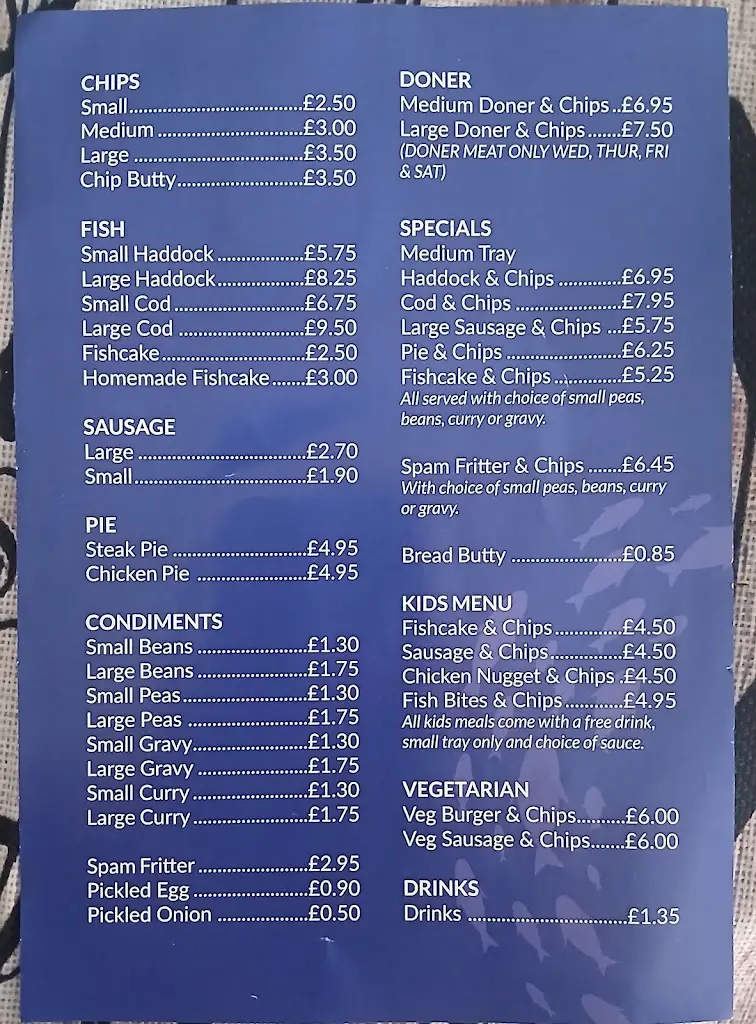 CHIPS
Small.................................£2.50
Medium ...........................£3.00
Large ................................£3.50
Chip Butty........................£3.50
FISH
Small Haddock ................£5.75
Large Haddock.................£8.25
Small Cod .........................£6.75
Large Cod ........................£9.50
Fishcake...........................£2.50
Homemade Fishcake.......£3.00
SAUSAGE
Large ................................£2.70
Small.................................£1.90
PIE
Steak Pie .........................£4.95
Chicken Pie .....................£4.95
CONDIMENTS
Small Beans .....................£1.30
Large Beans .....................£1.75
Small Peas........................£1.30
Large Peas .......................£1.75
Small Gravy......................£1.30
Large Gravy .....................£1.75
Small Curry......................£1.30
Large Curry......................£1.75
Spam Fritter.....................£2.95
Pickled Egg ......................£0.90
Pickled Onion .................£0.50
DONER
Medium Doner & Chips ..£6.95
Large Doner & Chips.......£7.50
(DONER MEAT ONLY WED, THUR, FRI
& SAT)
SPECIALS
Medium Tray
Haddock & Chips ............£6.95
Cod & Chips ....................£7.95
Large Sausage & Chips ...£5.75
Pie & Chips ......................£6.25
Fishcake & Chips .............£5.25
All served with choice of small peas,
beans, curry or gravy.
Spam Fritter & Chips .......£6.45
With choice of small peas, beans, curry
or gravy.
Bread Butty .....................£0.85
KIDS MENU
Fishcake & Chips.............£4.50
Sausage & Chips..............£4.50
Chicken Nugget & Chips .£4.50
Fish Bites & Chips...........£4.95
All kids meals come with a free drink,
small tray only and choice of sauce.
VEGETARIAN
Veg Burger & Chips.........£6.00
Veg Sausage & Chips.......£6.00
DRINKS
Drinks ..............................£1.35